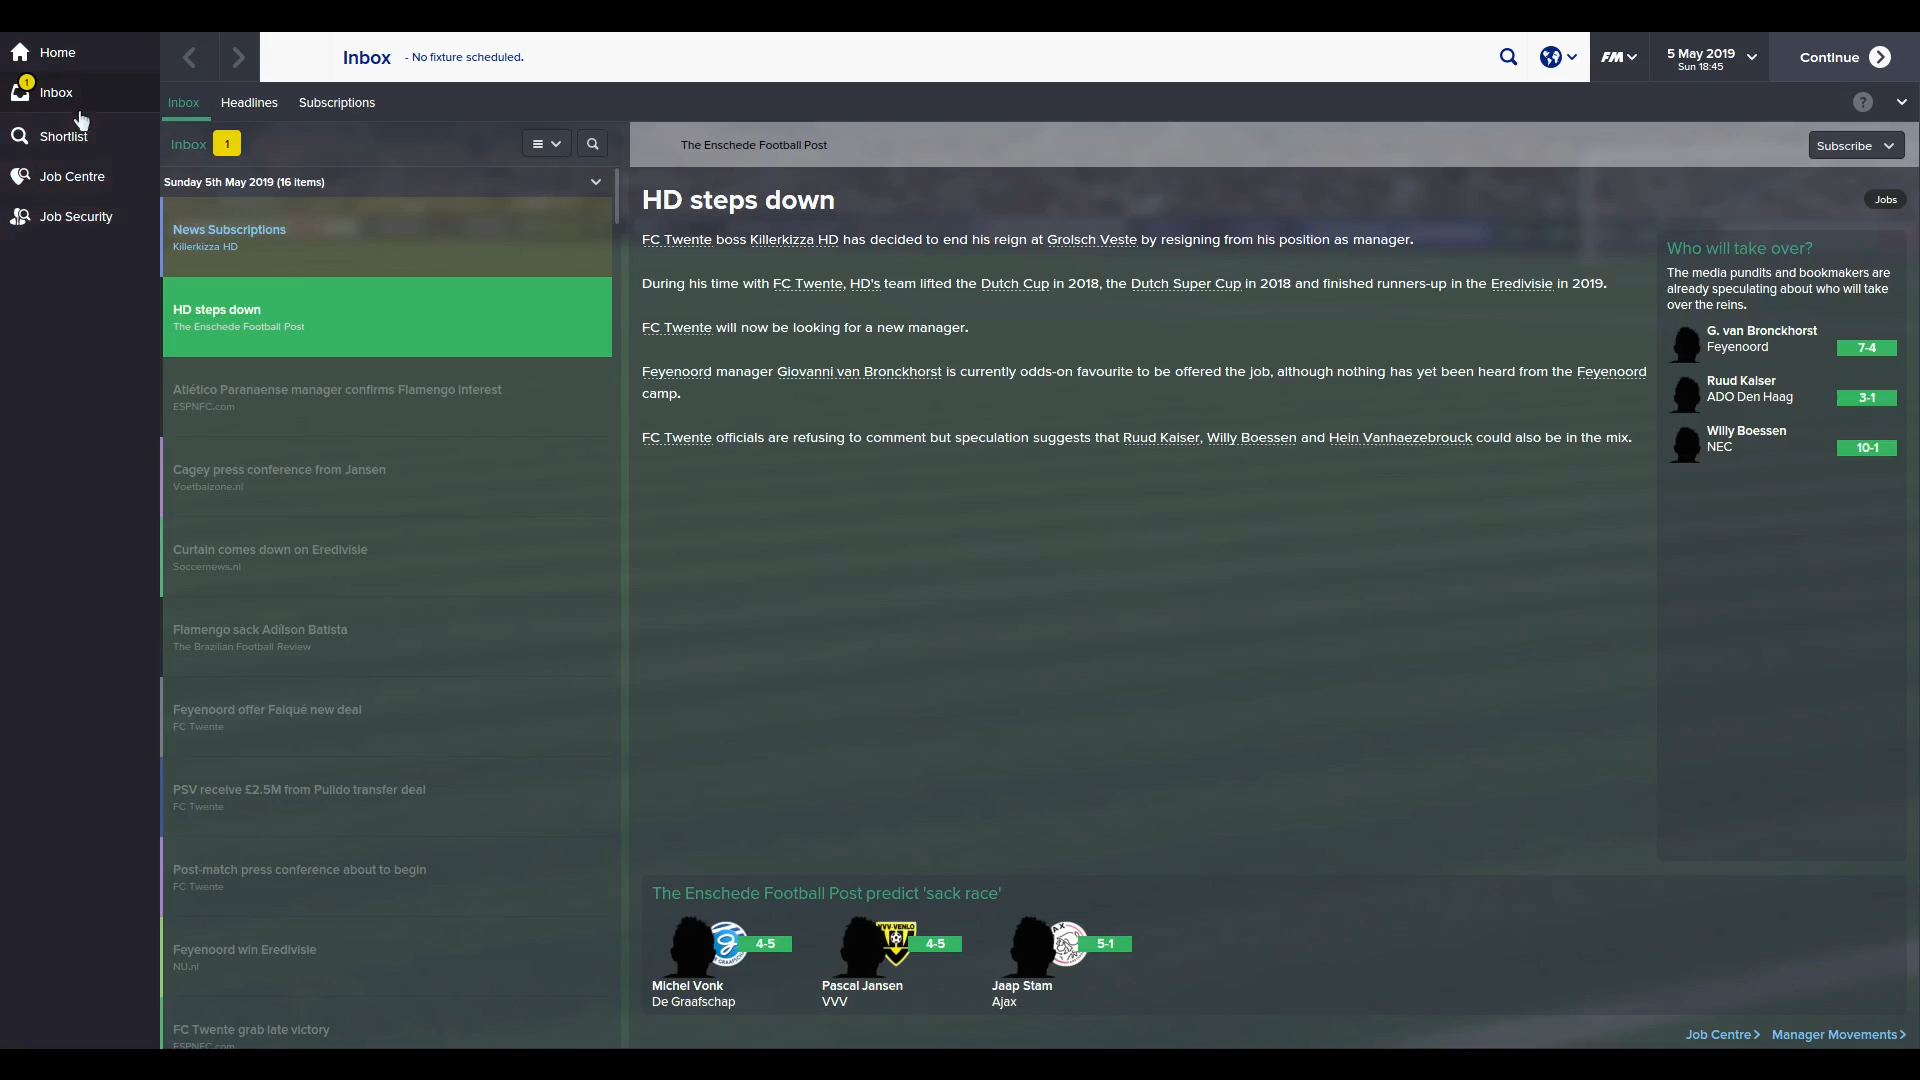 Home
1
Inbox
Shortlist
Job Centre
Job Security
Inbox - No fixture scheduled.
FM
5 May 2019
Sun 18:45
Continue
Inbox Headlines Subscriptions
?
Inbox 1
Sunday 5th May 2019 (16 items)
News Subscriptions
Killerkizza HD
HD steps down
The Enschede Football Post
Atlético Paranaense manager confirms Flamengo interest
ESPNFC.com
Cagey press conference from Jansen
Voetbalzone.nl
Curtain comes down on Eredivisie
Soccernews.nl
Flamengo sack Adílson Batista
The Brazilian Football Review
Feyenoord offer Falqué new deal
FC Twente
PSV receive £2.5M from Pulido transfer deal
FC Twente
Post-match press conference about to begin
FC Twente
Feyenoord win Eredivisie
NU.nl
FC Twente grab late victory
ESPNFC.com
The Enschede Football Post
Subscribe
HD steps down
Jobs
FC Twente boss Killerkizza HD has decided to end his reign at Grolsch Veste by resigning from his position as manager.
During his time with FC Twente, HD's team lifted the Dutch Cup in 2018, the Dutch Super Cup in 2018 and finished runners-up in the Eredivisie in 2019.
FC Twente will now be looking for a new manager.
Feyenoord manager Giovanni van Bronckhorst is currently odds-on favourite to be offered the job, although nothing has yet been heard from the Feyenoord
camp.
FC Twente officials are refusing to comment but speculation suggests that Ruud Kaiser, Willy Boessen and Hein Vanhaezebrouck could also be in the mix.
Who will take over?
The media pundits and bookmakers are
already speculating about who will take
over the reins.
G. van Bronckhorst
Feyenoord
7-4
Ruud Kaiser
ADO Den Haag
3-1
Willy Boessen
NEC
10-1
The Enschede Football Post predict 'sack race'
4-5
VVV-VENLO
4-5
5-1
Michel Vonk
De Graafschap
Pascal Jansen
VVV
Jaap Stam
Ajax
Job Centre > Manager Movements >